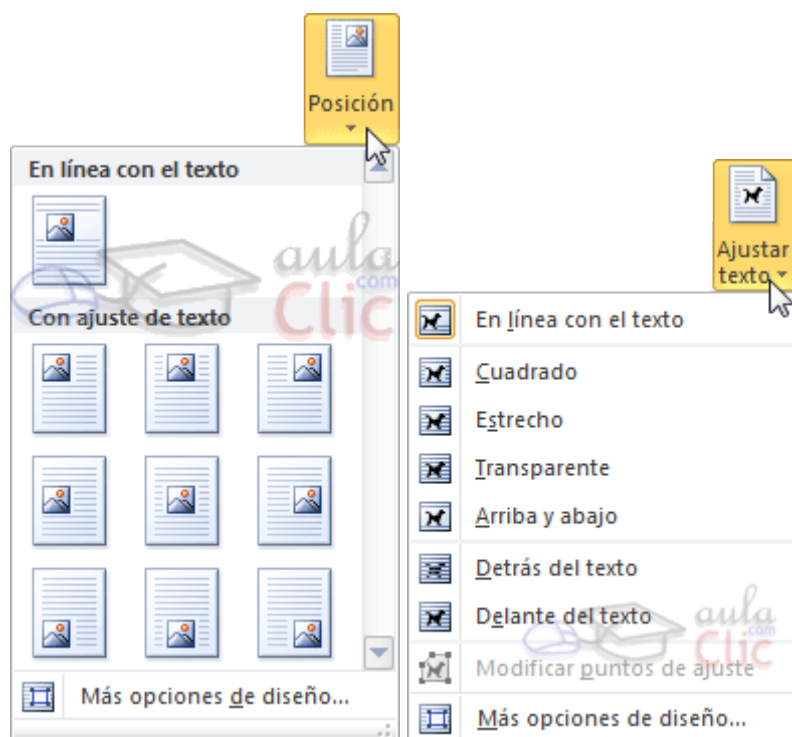 Posición
En línea con el texto
aula
.com
Clic
Con ajuste de texto
Más opciones de diseño...
Ajustar
texto
En línea con el texto
Cuadrado
Estrecho
Transparente
Arriba y abajo
Detrás del texto
Delante del texto
aula
.com
Clic
Modificar puntos de ajuste
Más opciones de diseño...